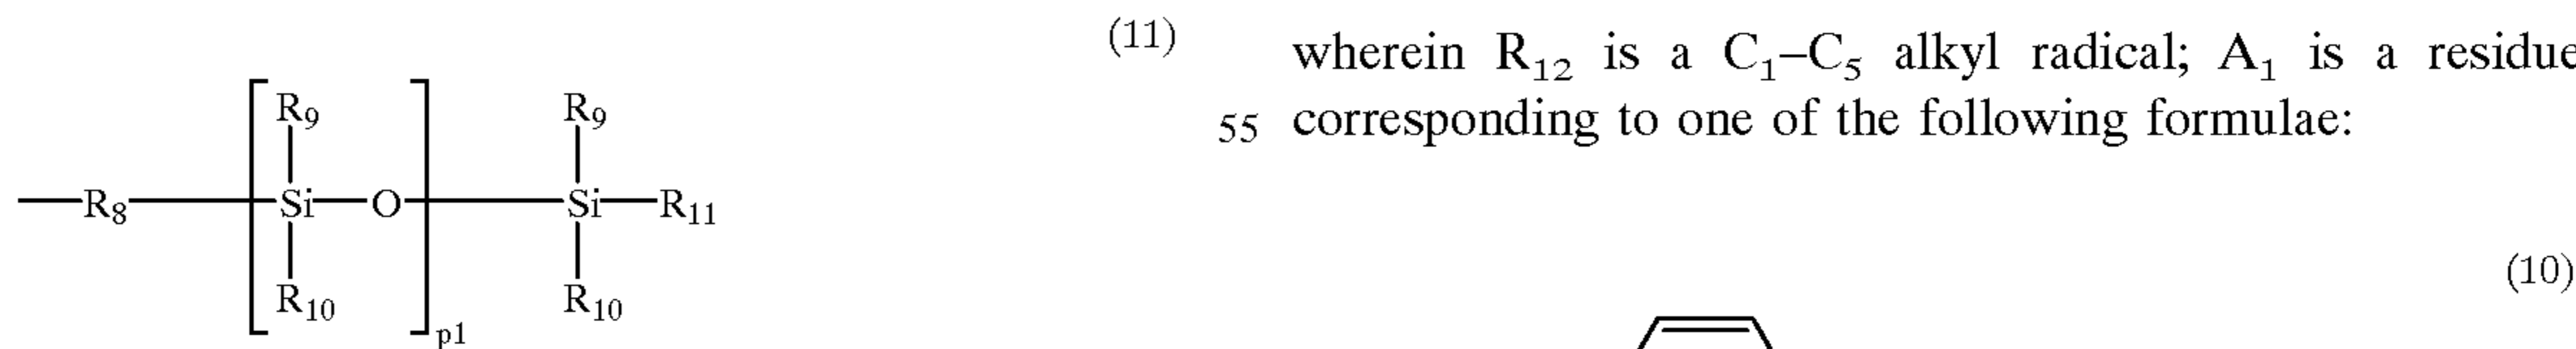 (11)
R9 R9
—R8—[Si—O]p1—Si—R11
R10 R10
wherein R12 is a C1–C5 alkyl radical; A1 is a residue
55 corresponding to one of the following formulae:
(10)